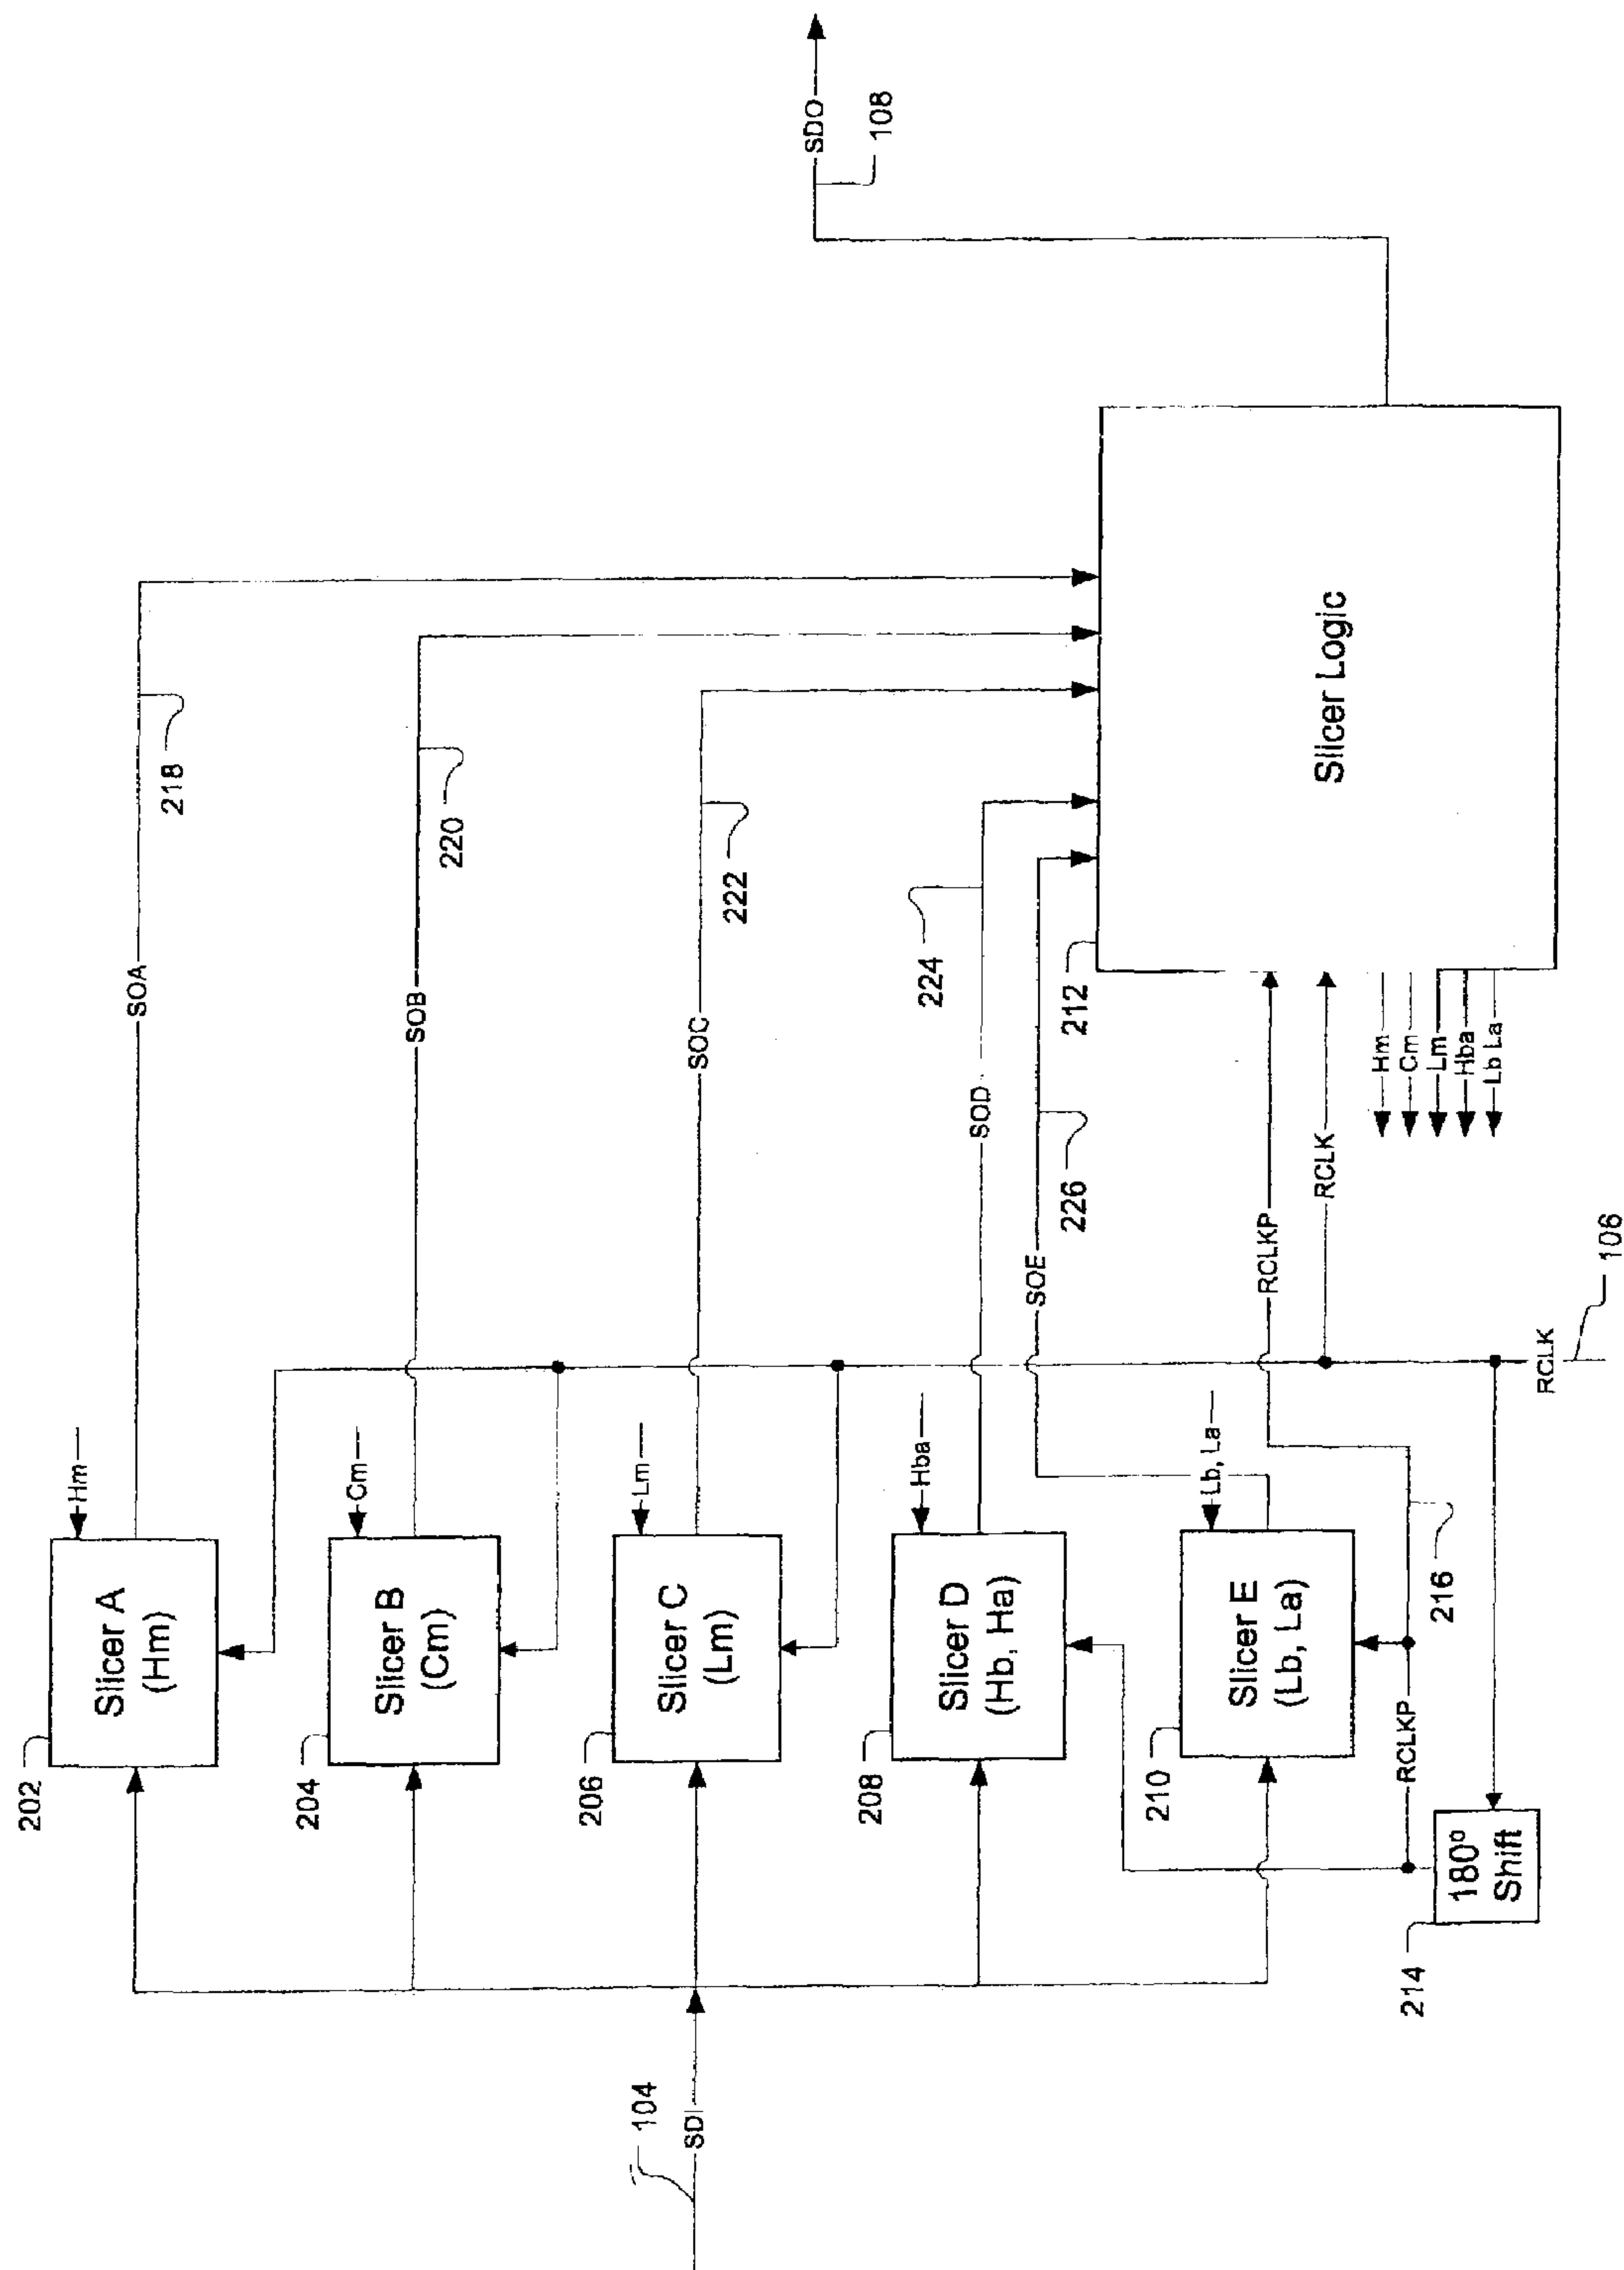 202
Slicer A
(Hm)
Hm
SOA
218
204
Slicer B
(Cm)
Cm
SOB
220
104
SDI
206
Slicer C
(Lm)
Lm
SOC
222
SDO
108
208
Slicer D
(Hb, Ha)
Hba
SOD
224
210
Slicer E
(Lb, La)
Lb, La
SOE
226
212
Slicer Logic
RCLKP
RCLKP
216
RCLK
Hm
Cm
Lm
Hba
Lb La
214
180º
Shift
RCLK
106